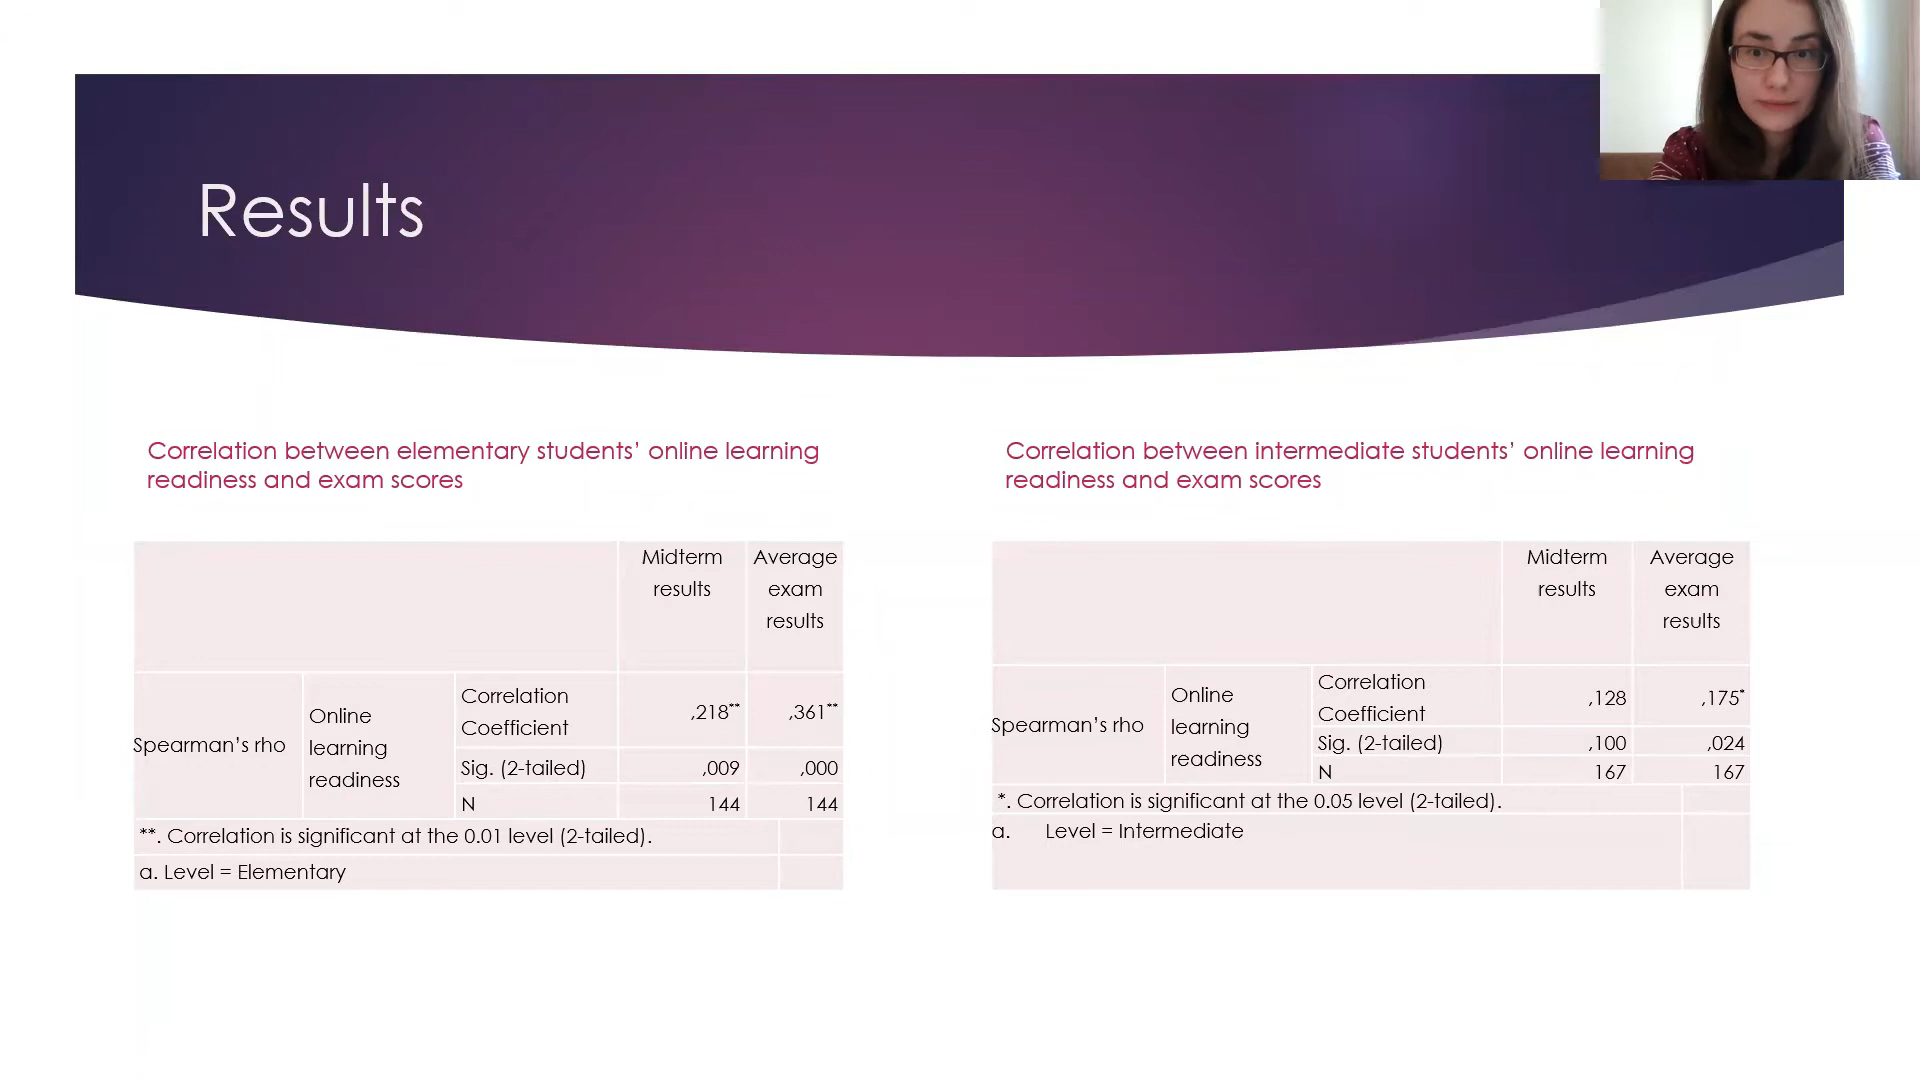 Results
Correlation between elementary students’ online learning
readiness and exam scores
Midterm
results
Average
exam
results
Spearman’s rho
Online
learning
readiness
Correlation
Coefficient
,218**
,361**
Sig. (2-tailed)
,009
,000
N
144
144
**. Correlation is significant at the 0.01 level (2-tailed).
a. Level = Elementary
Correlation between intermediate students’ online learning
readiness and exam scores
Midterm
results
Average
exam
results
Spearman’s rho
Online
learning
readiness
Correlation
Coefficient
,128
,175*
Sig. (2-tailed)
,100
,024
N
167
167
*. Correlation is significant at the 0.05 level (2-tailed).
a. Level = Intermediate